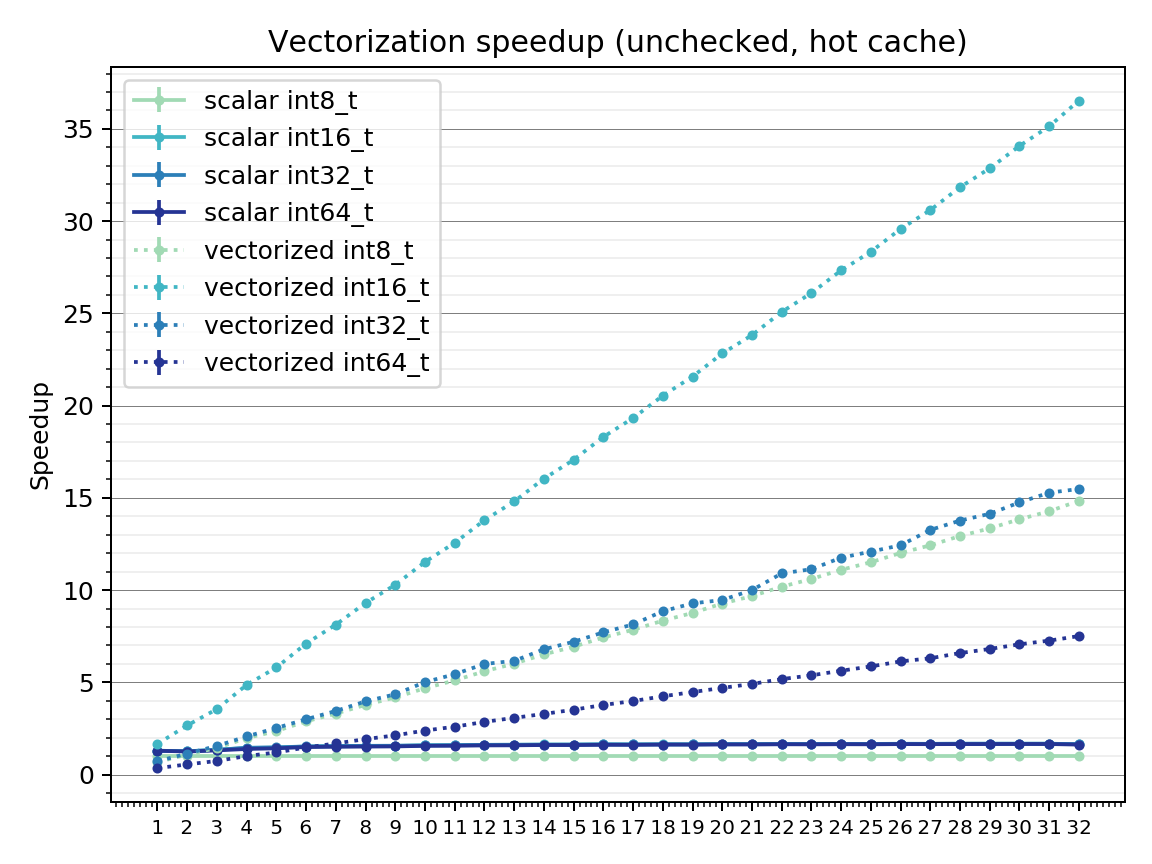 Vectorization speedup (unchecked, hot cache)
scalar int8_t
scalar int16_t
scalar int32_t
scalar int64_t
vectorized int8_t
vectorized int16_t
vectorized int32_t
vectorized int64_t
Speedup
35
30
25
20
15
10
5
0
1 2 3 4 5 6 7 8 9 10 11 12 13 14 15 16 17 18 19 20 21 22 23 24 25 26 27 28 29 30 31 32